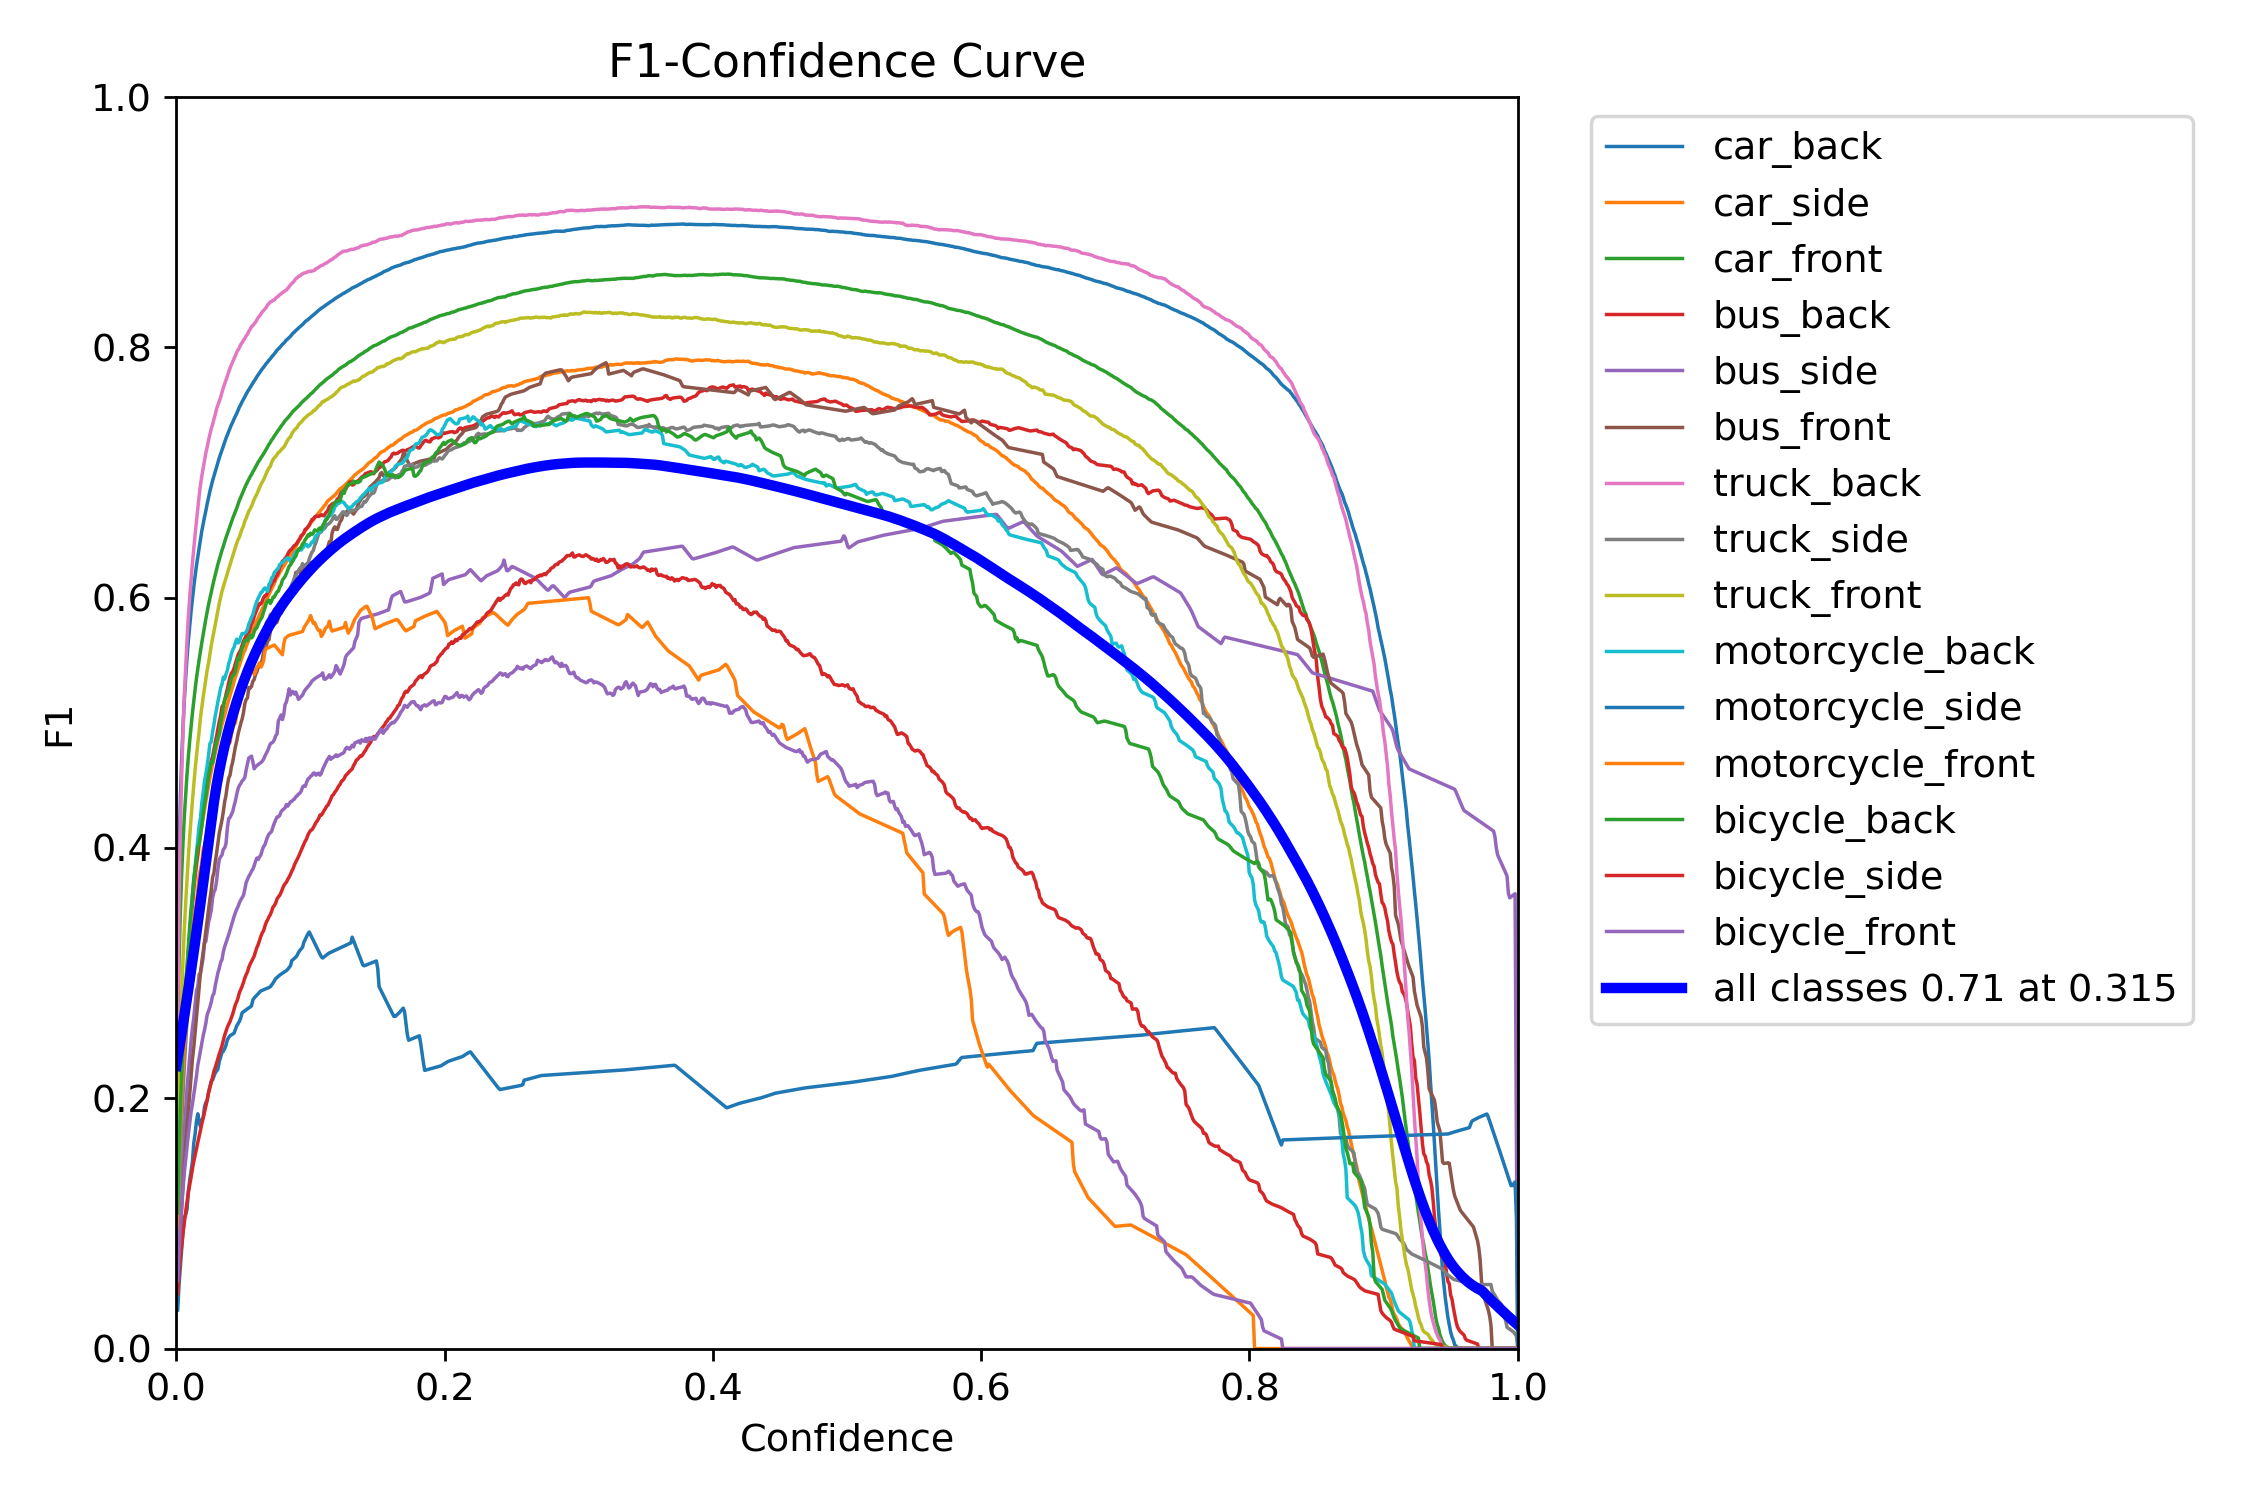 F1-Confidence Curve
1.0
0.8
0.6
0.4
0.2
0.0
F1
0.0 0.2 0.4 0.6 0.8 1.0
Confidence
car_back
car_side
car_front
bus_back
bus_side
bus_front
truck_back
truck_side
truck_front
motorcycle_back
motorcycle_side
motorcycle_front
bicycle_back
bicycle_side
bicycle_front
all classes 0.71 at 0.315